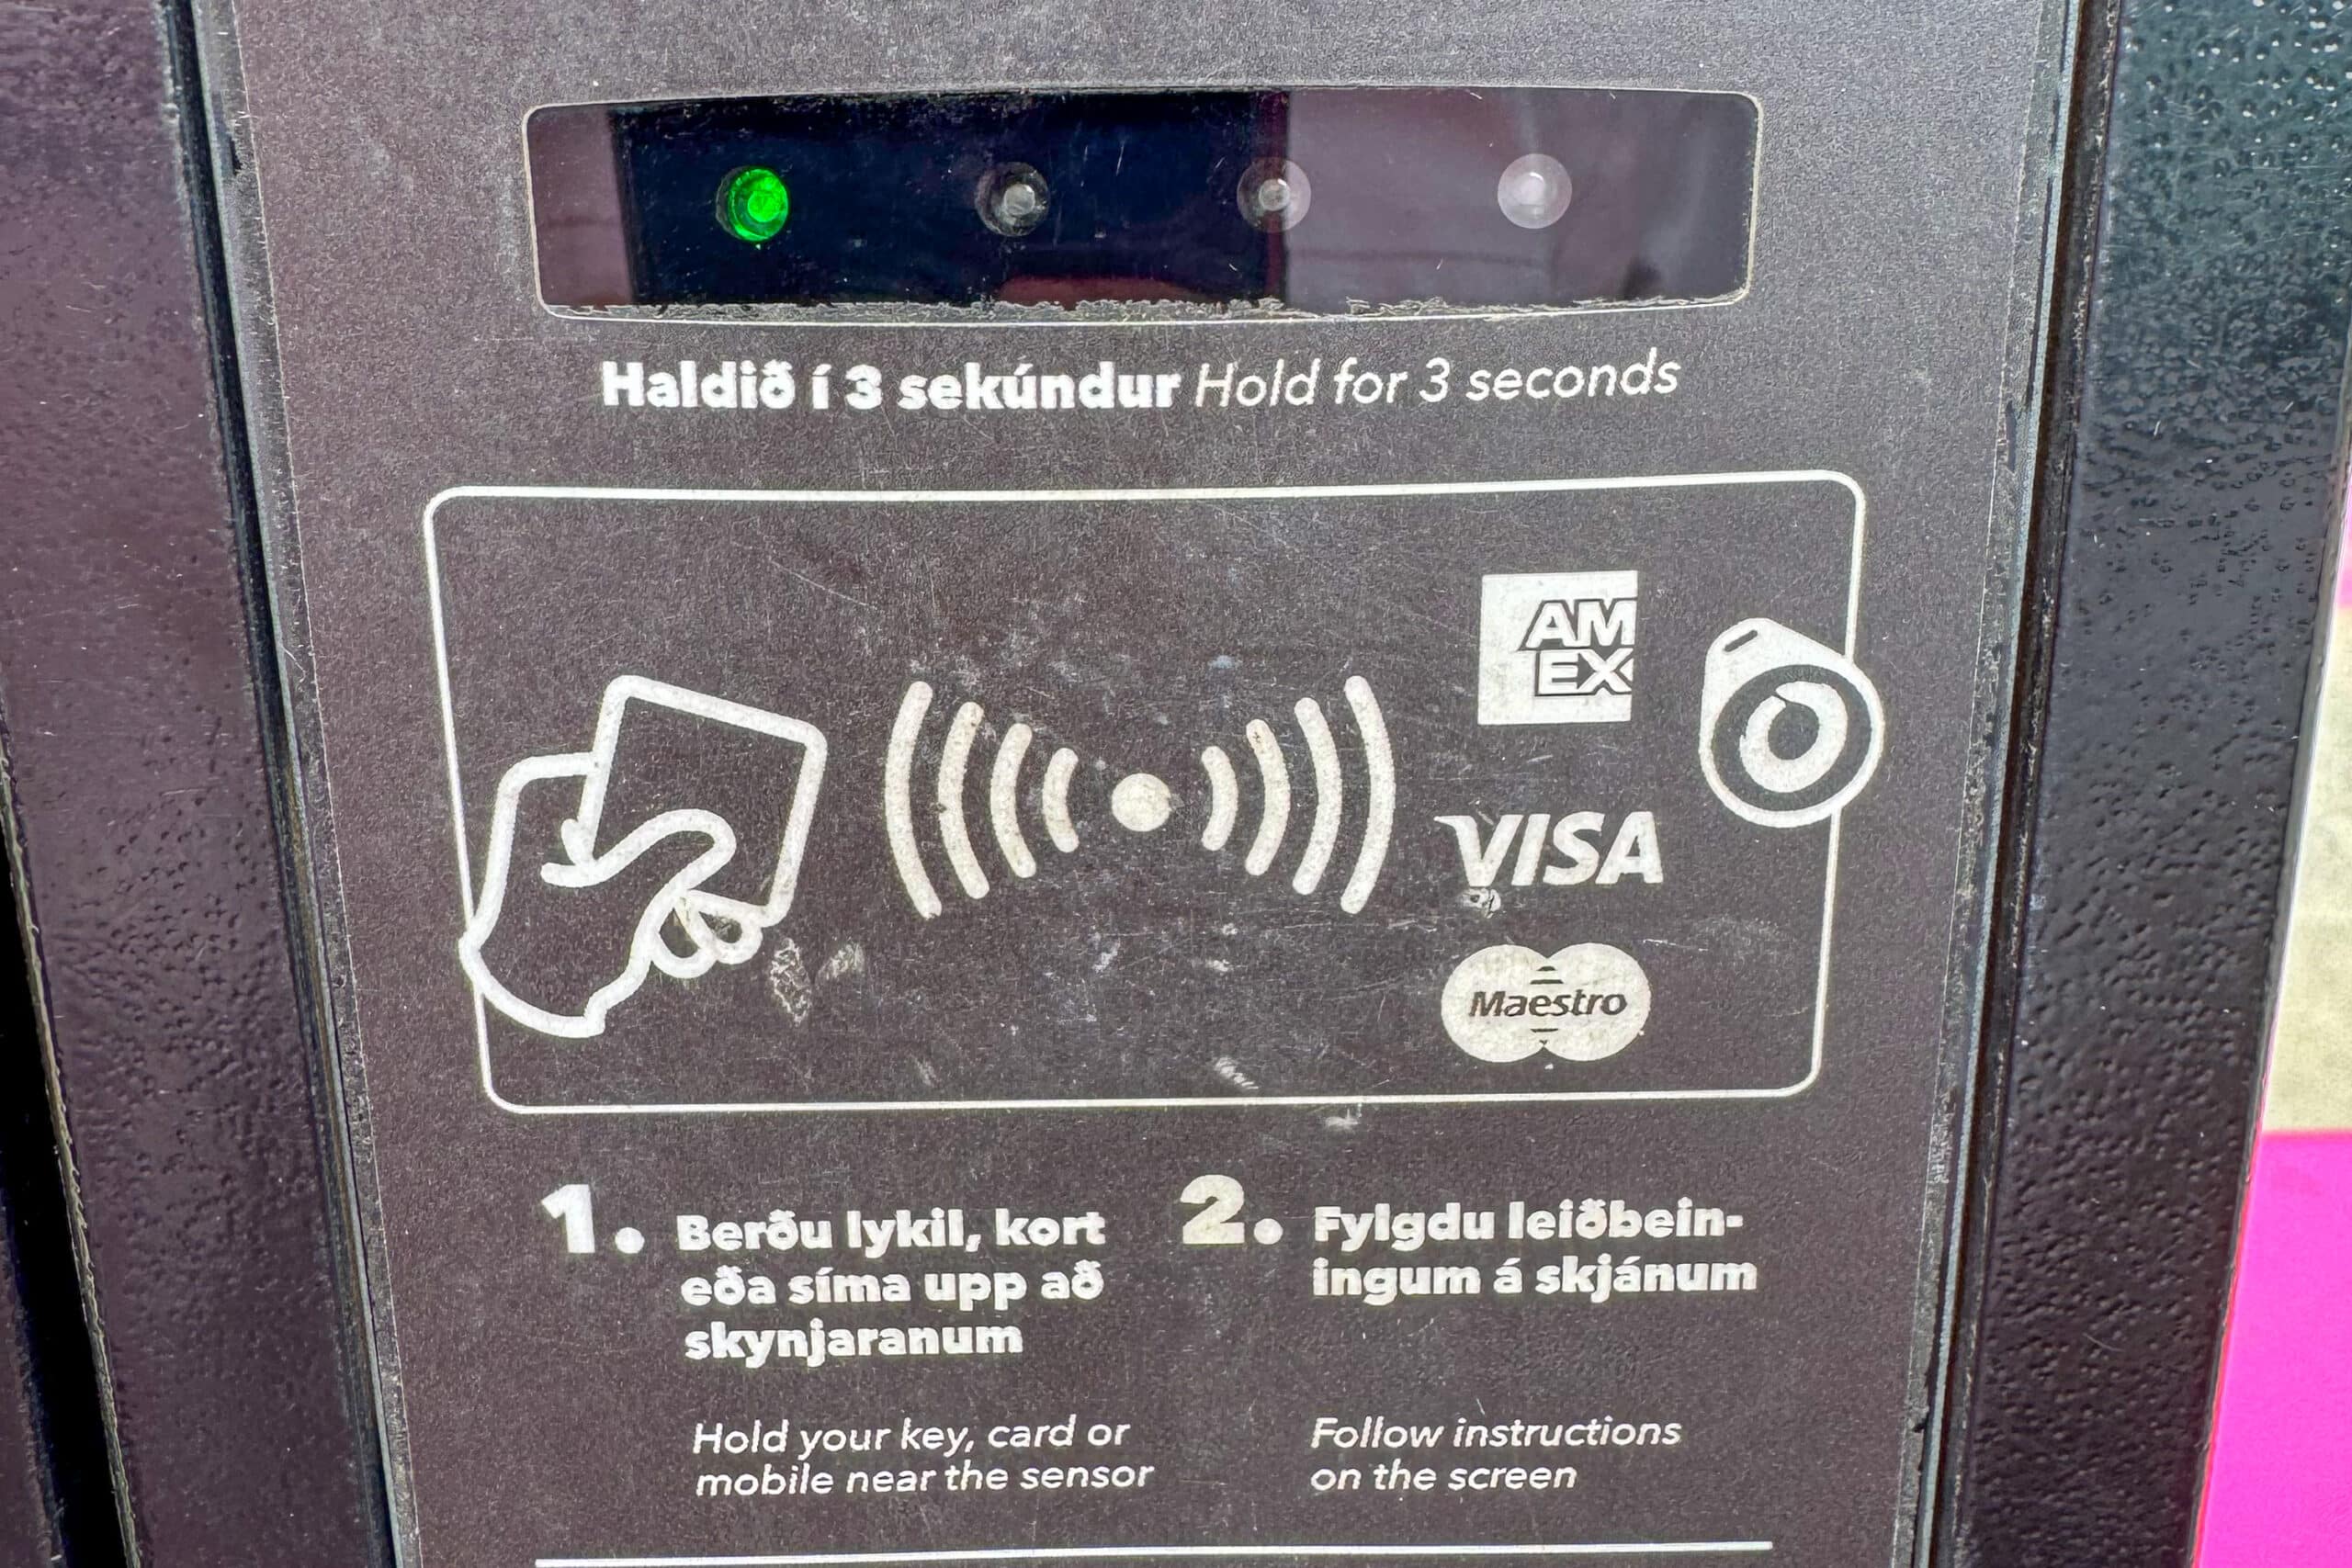 Haldið í 3 sekúndur Hold for 3 seconds
AM
EX
VISA
Maestro
1. Berðu lykil, kort
eða síma upp að
skynjaranum
Hold your key, card or
mobile near the sensor
2. Fylgdu leiðbein-
ingum á skjánum
Follow instructions
on the screen